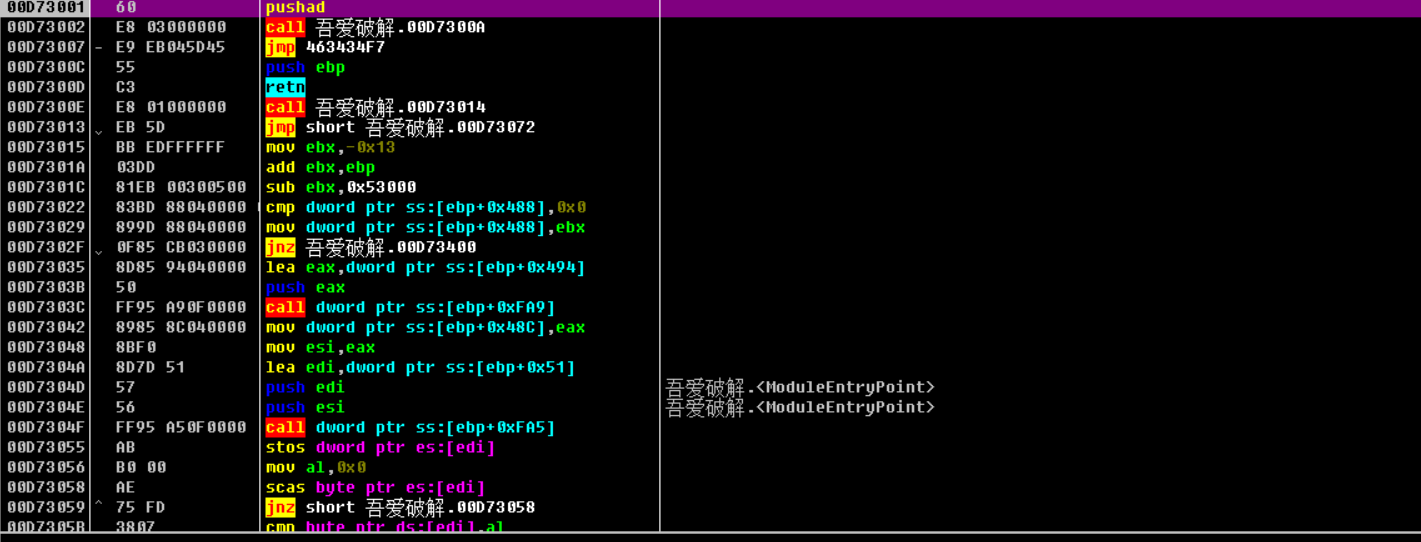 00D73001 60 pushad
00D73002 E8 03000000 call 吾爱破解.00D7300A
00D73007 - E9 EB045D45 jmp 463434F7
00D7300C 55 push ebp
00D7300D C3 retn
00D7300E E8 01000000 call 吾爱破解.00D73014
00D73013 EB 5D jmp short 吾爱破解.00D73072
00D73015 BB EDFFFFFF mov ebx,-0x13
00D7301A 03DD add ebx,ebp
00D7301C 81EB 00300500 sub ebx,0x53000
00D73022 83BD 88040000 cmp dword ptr ss:[ebp+0x488],0x0
00D73029 899D 88040000 mov dword ptr ss:[ebp+0x488],ebx
00D7302F 0F85 CB030000 jnz 吾爱破解.00D73400
00D73035 8D85 94040000 lea eax,dword ptr ss:[ebp+0x494]
00D7303B 50 push eax
00D7303C FF95 A90F0000 call dword ptr ss:[ebp+0xFA9]
00D73042 8985 8C040000 mov dword ptr ss:[ebp+0x48C],eax
00D73048 8BF0 mov esi,eax
00D7304A 8D7D 51 lea edi,dword ptr ss:[ebp+0x51]
00D7304D 57 push edi 吾爱破解.<ModuleEntryPoint>
00D7304E 56 push esi 吾爱破解.<ModuleEntryPoint>
00D7304F FF95 A50F0000 call dword ptr ss:[ebp+0xFA5]
00D73055 AB stos dword ptr es:[edi]
00D73056 B0 00 mov al,0x0
00D73058 AE scas byte ptr es:[edi]
00D73059 ^ 75 FD jnz short 吾爱破解.00D73058
00D7305B 3807 cmp byte ptr ds:[edi],al